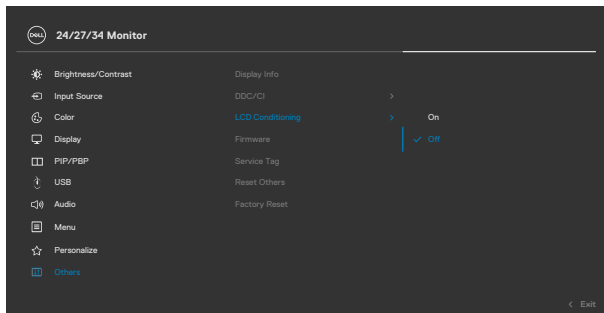 DELL 24/27/34 Monitor
Brightness/Contrast Display Info
Input Source DDC/CI >
Color LCD Conditioning > On
Display Firmware ✓ Off
PIP/PBP Service Tag
USB Reset Others
Audio Factory Reset
Menu
Personalize
Others
< Exit